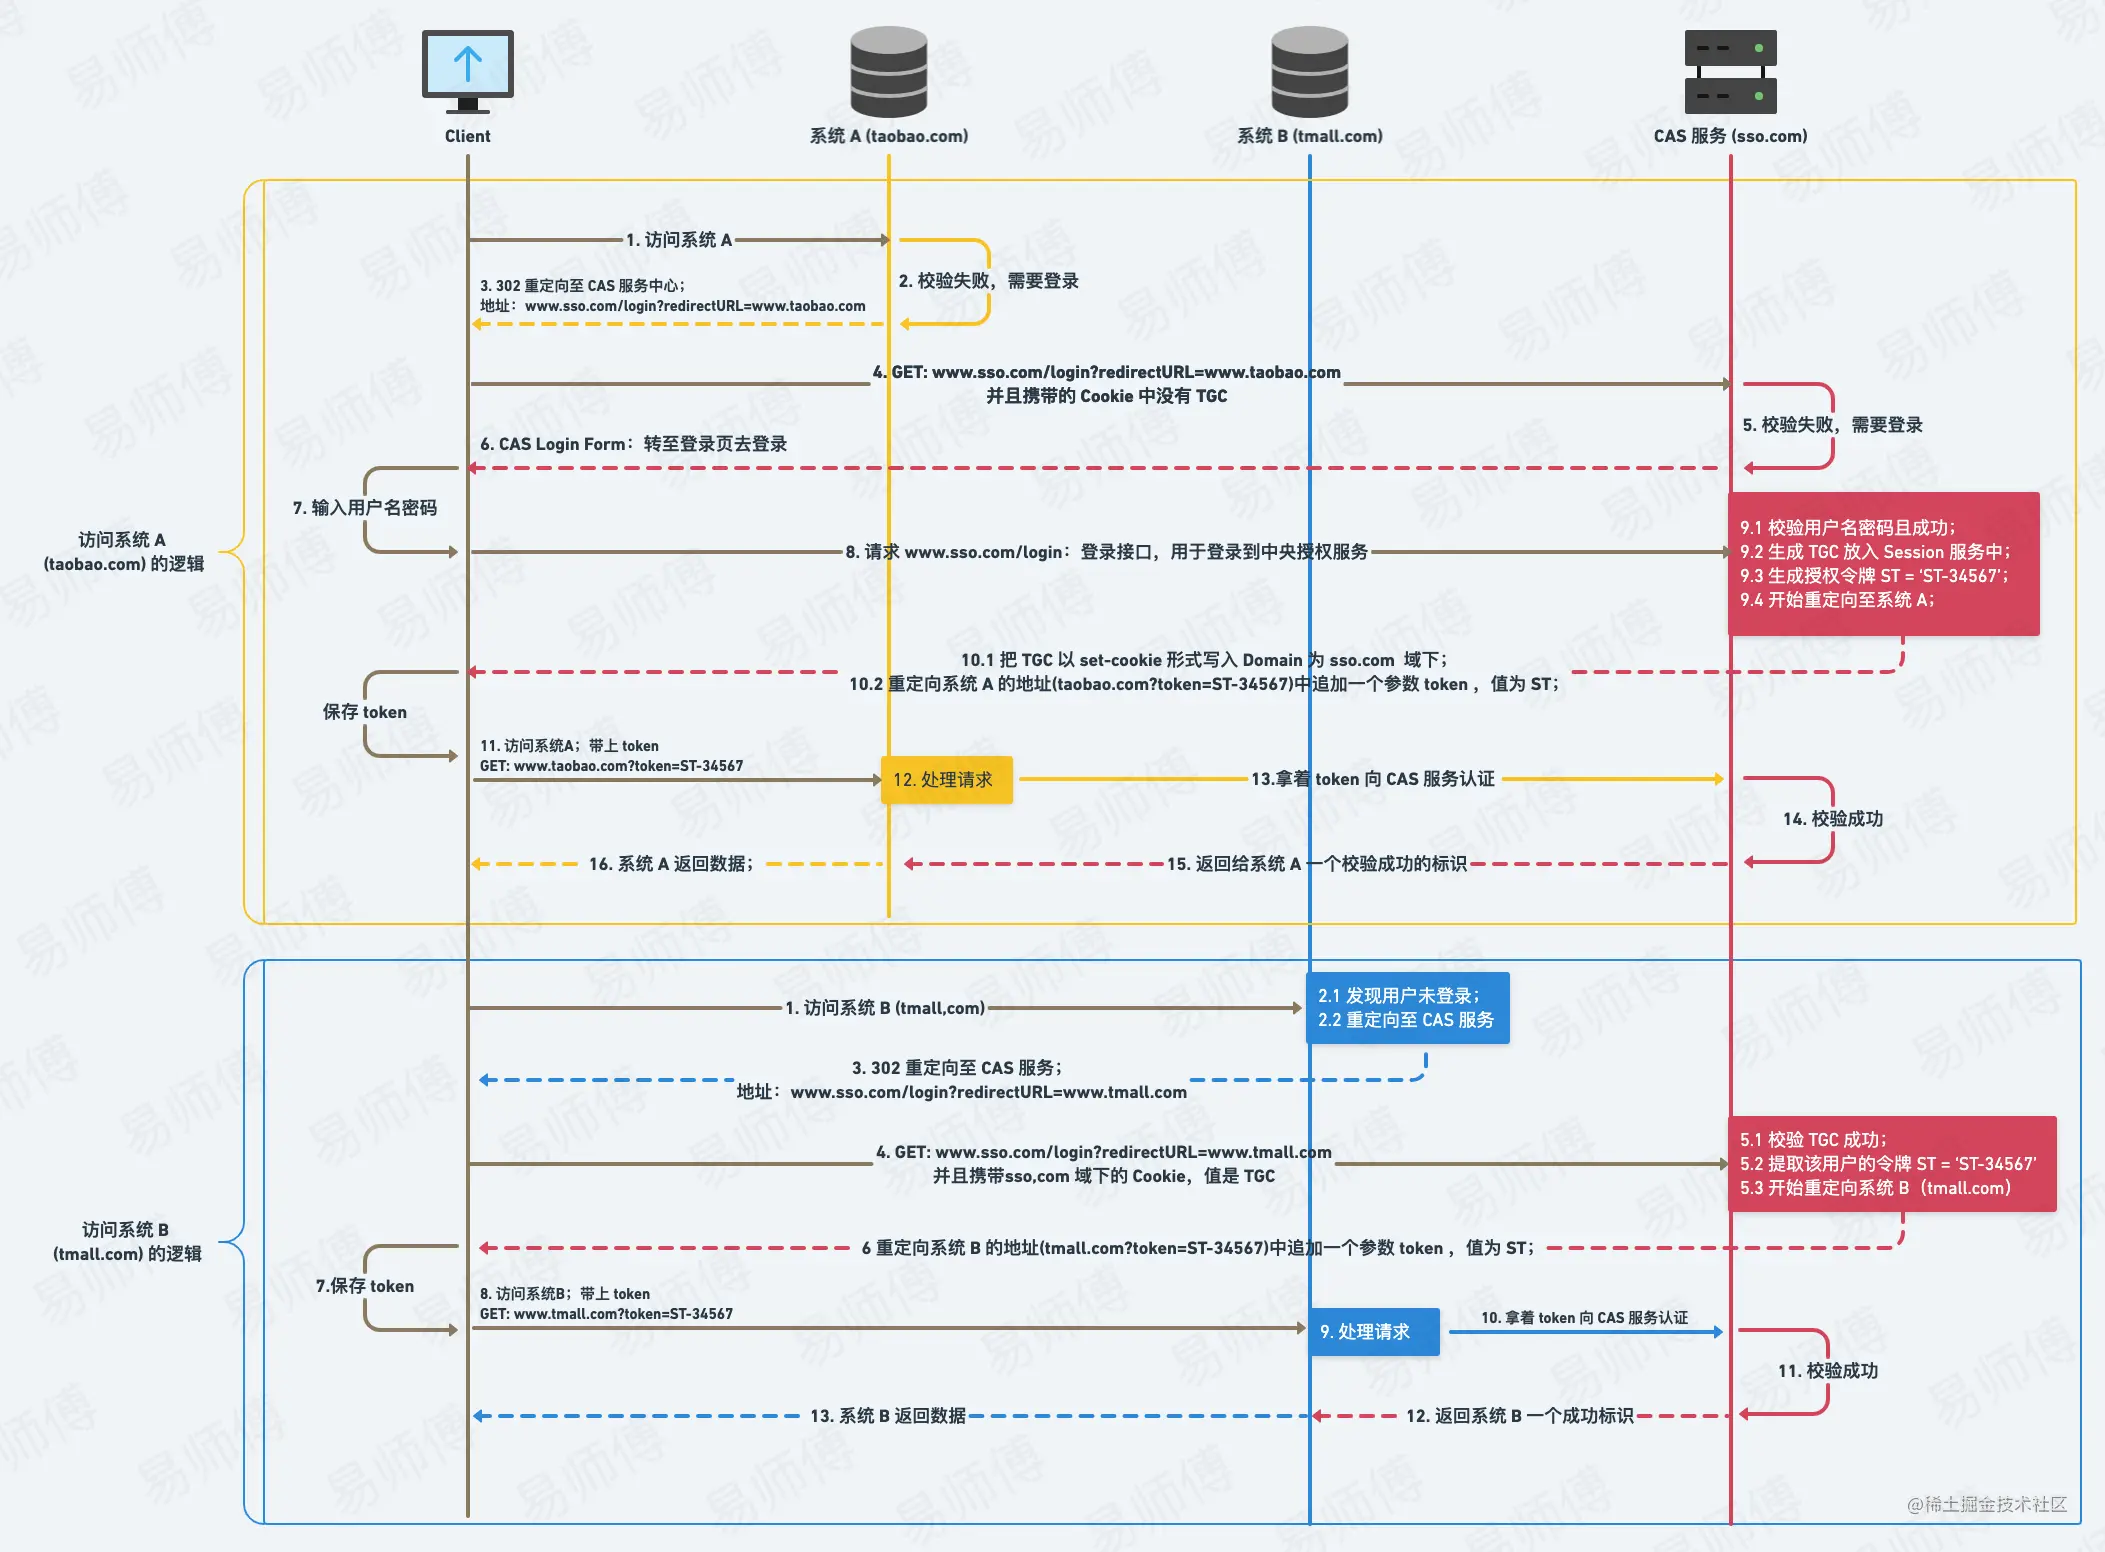 Client
系统 A (taobao.com)
系统 B (tmall.com)
CAS 服务 (sso.com)
访问系统 A
(taobao.com) 的逻辑
1. 访问系统 A
2. 校验失败，需要登录
3. 302 重定向至 CAS 服务中心；
地址：www.sso.com/login?redirectURL=www.taobao.com
4. GET: www.sso.com/login?redirectURL=www.taobao.com
并且携带的 Cookie 中没有 TGC
5. 校验失败，需要登录
6. CAS Login Form：转至登录页去登录
7. 输入用户名密码
8. 请求 www.sso.com/login：登录接口，用于登录到中央授权服务
9.1 校验用户名密码且成功；
9.2 生成 TGC 放入 Session 服务中；
9.3 生成授权令牌 ST = ‘ST-34567’；
9.4 开始重定向至系统 A；
10.1 把 TGC 以 set-cookie 形式写入 Domain 为 sso.com 域下；
10.2 重定向系统 A 的地址(taobao.com?token=ST-34567)中追加一个参数 token ，值为 ST；
保存 token
11. 访问系统A；带上 token
GET: www.taobao.com?token=ST-34567
12. 处理请求
13.拿着 token 向 CAS 服务认证
14. 校验成功
15. 返回给系统 A 一个校验成功的标识
16. 系统 A 返回数据；
访问系统 B
(tmall.com) 的逻辑
1. 访问系统 B (tmall,com)
2.1 发现用户未登录；
2.2 重定向至 CAS 服务
3. 302 重定向至 CAS 服务；
地址：www.sso.com/login?redirectURL=www.tmall.com
4. GET: www.sso.com/login?redirectURL=www.tmall.com
并且携带sso,com 域下的 Cookie，值是 TGC
5.1 校验 TGC 成功；
5.2 提取该用户的令牌 ST = ‘ST-34567’
5.3 开始重定向系统 B（tmall.com）
6 重定向系统 B 的地址(tmall.com?token=ST-34567)中追加一个参数 token ，值为 ST；
7.保存 token
8. 访问系统B；带上 token
GET: www.tmall.com?token=ST-34567
9. 处理请求
10. 拿着 token 向 CAS 服务认证
11. 校验成功
12. 返回系统 B 一个成功标识
13. 系统 B 返回数据
易师傅
@稀土掘金技术社区